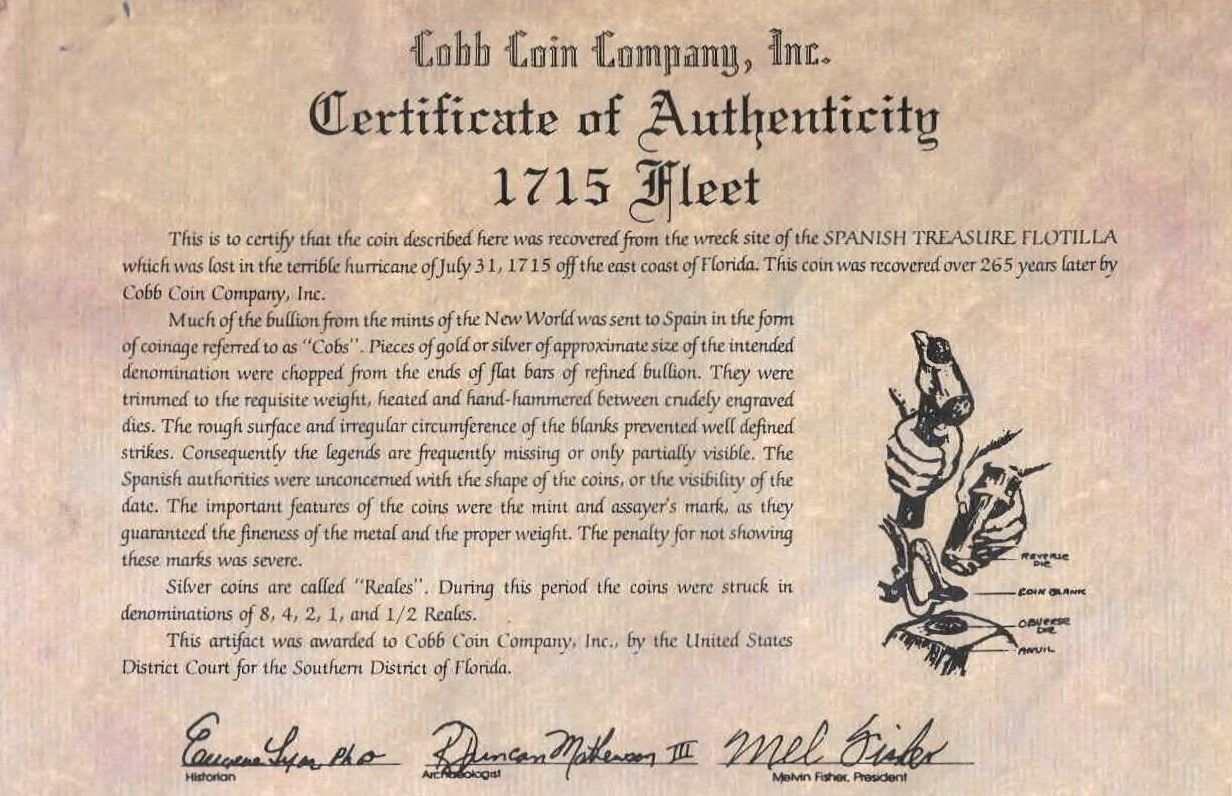 Cobb Coin Company, Inc.
Certificate of Authenticity
1715 Fleet
This is to certify that the coin described here was recovered from the wreck site of the SPANISH TREASURE FLOTILLA
which was lost in the terrible hurricane of July 31, 1715 off the east coast of Florida. This coin was recovered over 265 years later by
Cobb Coin Company, Inc.
Much of the bullion from the mints of the New World was sent to Spain in the form
of coinage referred to as "Cobs". Pieces of gold or silver of approximate size of the intended
denomination were chopped from the ends of flat bars of refined bullion. They were
trimmed to the requisite weight, heated and hand-hammered between crudely engraved
dies. The rough surface and irregular circumference of the blanks prevented well defined
strikes. Consequently the legends are frequently missing or only partially visible. The
Spanish authorities were unconcerned with the shape of the coins, or the visibility of the
date. The important features of the coins were the mint and assayer's mark, as they
guaranteed the fineness of the metal and the proper weight. The penalty for not showing
these marks was severe.
Silver coins are called "Reales". During this period the coins were struck in
denominations of 8, 4, 2, 1, and 1/2 Reales.
This artifact was awarded to Cobb Coin Company, Inc., by the United States
District Court for the Southern District of Florida.
REVERSE
DIE
COIN BLANK
OBVERSE
DIE
ANVIL
Eugene Lyon PhD
R Duncan Mathewson III
Mel Fisher
Historian
Archaeologist
Melvin Fisher, President